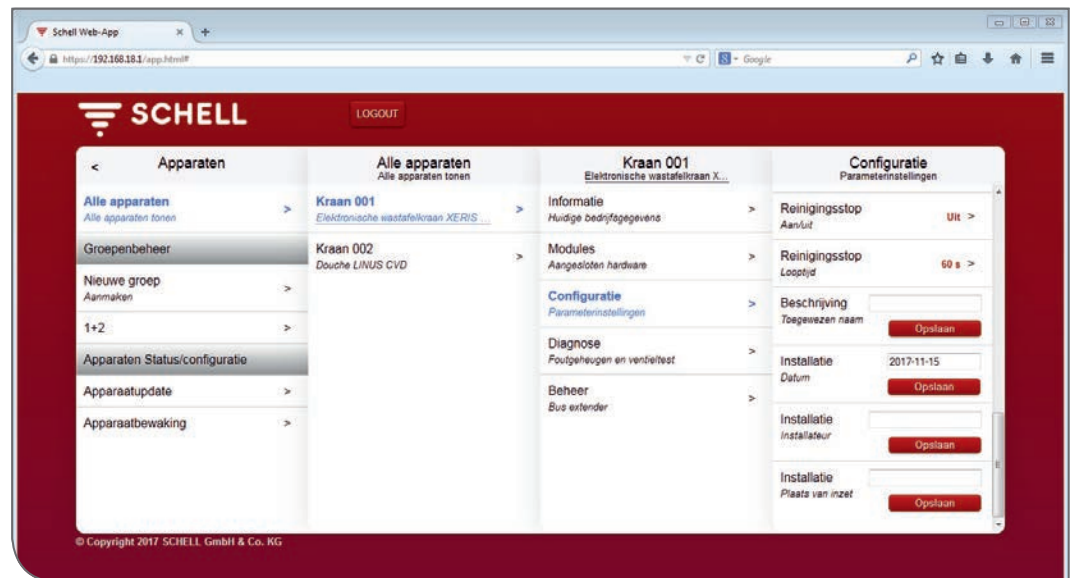 Schell Web-App
https://192.168.18.1/app.html#
Google
SCHELL
LOGOUT
< Apparaten
Alle apparaten
Alle apparaten tonen
>
Groepenbeheer
Nieuwe groep
Aanmaken
>
1+2 >
Apparaten Status/configuratie
Apparaatupdate >
Apparaatbewaking >
Alle apparaten
Alle apparaten tonen
Kraan 001
Elektronische wastafelkraan XERIS ...
>
Kraan 002
Douche LINUS CVD
>
Kraan 001
Elektronische wastafelkraan X...
Informatie
Huidige bedrijfsgegevens
>
Modules
Aangesloten hardware
>
Configuratie
Parameterinstellingen
>
Diagnose
Foutgeheugen en ventieltest
>
Beheer
Bus extender
>
Configuratie
Parameterinstellingen
Reinigingsstop
Aan/uit
Uit >
Reinigingsstop
Looptijd
60 s >
Beschrijving
Toegewezen naam
Opslaan
Installatie
Datum
2017-11-15
Opslaan
Installatie
Installateur
Opslaan
Installatie
Plaats van inzet
Opslaan
© Copyright 2017 SCHELL GmbH & Co. KG